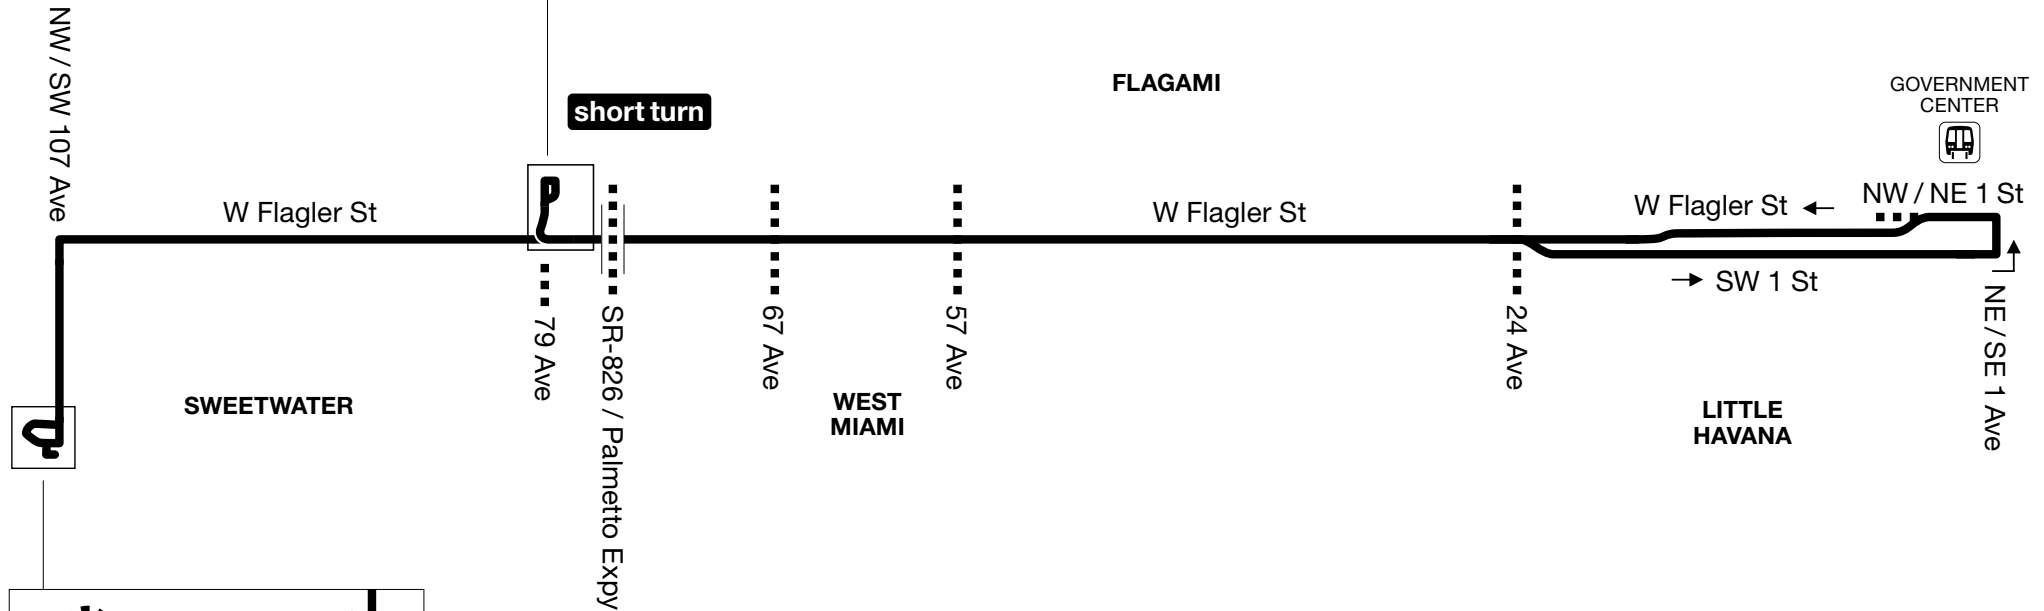 NW / SW 107 Ave
short turn
FLAGAMI
GOVERNMENT
CENTER
W Flagler St
W Flagler St
W Flagler St
NW / NE 1 St
SW 1 St
79 Ave
SR-826 / Palmetto Expy
67 Ave
57 Ave
24 Ave
NE / SE 1 Ave
SWEETWATER
WEST
MIAMI
LITTLE
HAVANA